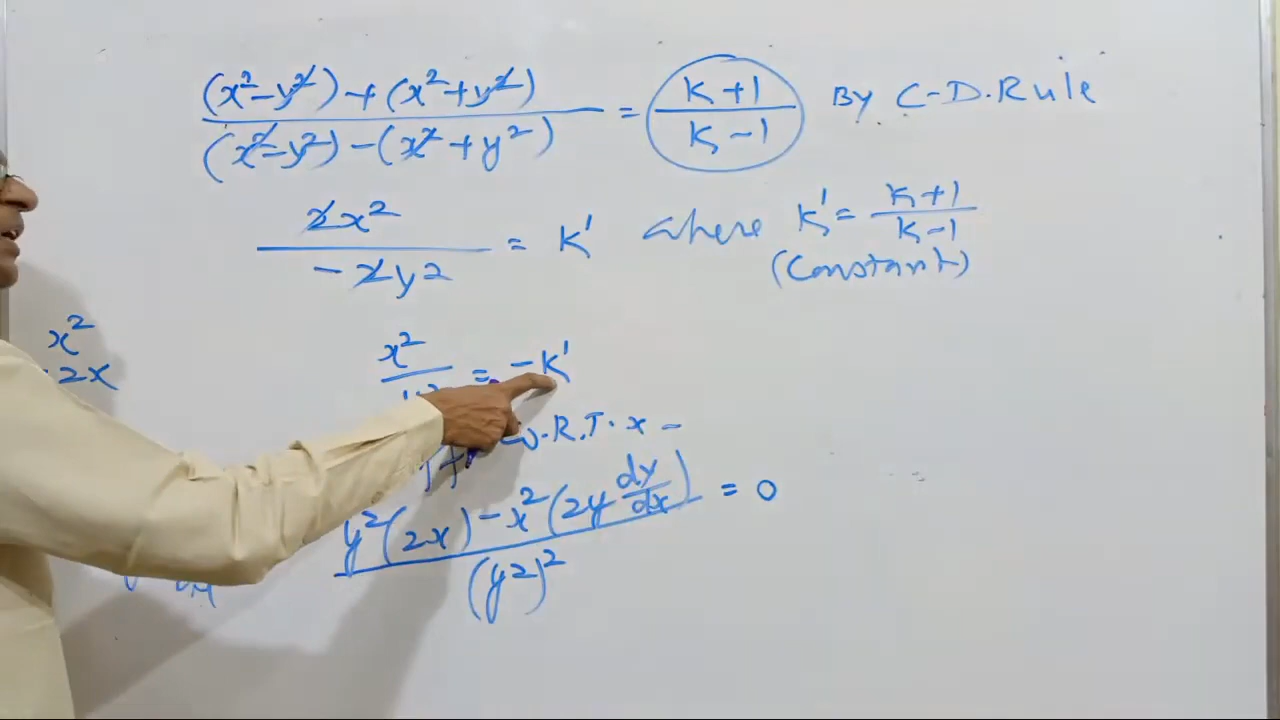 (x²-y²)+(x²+y²) / (x²-y²)-(x²+y²) = K+1 / K-1 By C-D.Rule
2x² / -2y² = K' where K' = K+1 / K-1
(Constant)
x²
2x
x² / y² = -K'
W.R.T. x -
y²(2x)-x²(2y dy/dx) / (y²)² = 0